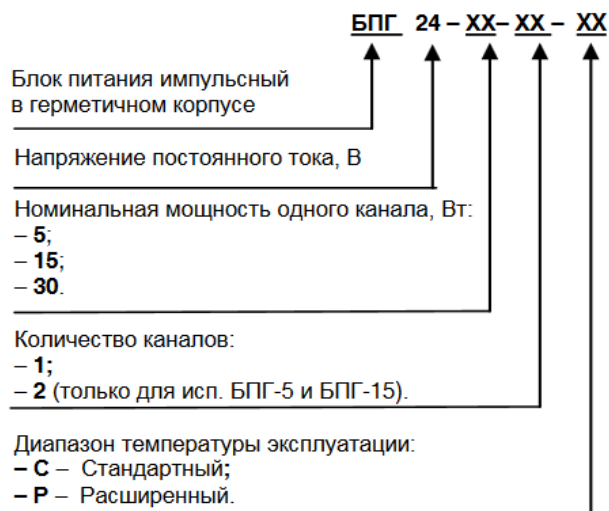 БПГ 24 – ХХ– ХХ – ХХ
Блок питания импульсный
в герметичном корпусе
Напряжение постоянного тока, В
Номинальная мощность одного канала, Вт:
– 5;
– 15;
– 30.
Количество каналов:
– 1;
– 2 (только для исп. БПГ-5 и БПГ-15).
Диапазон температуры эксплуатации:
– С – Стандартный;
– Р – Расширенный.